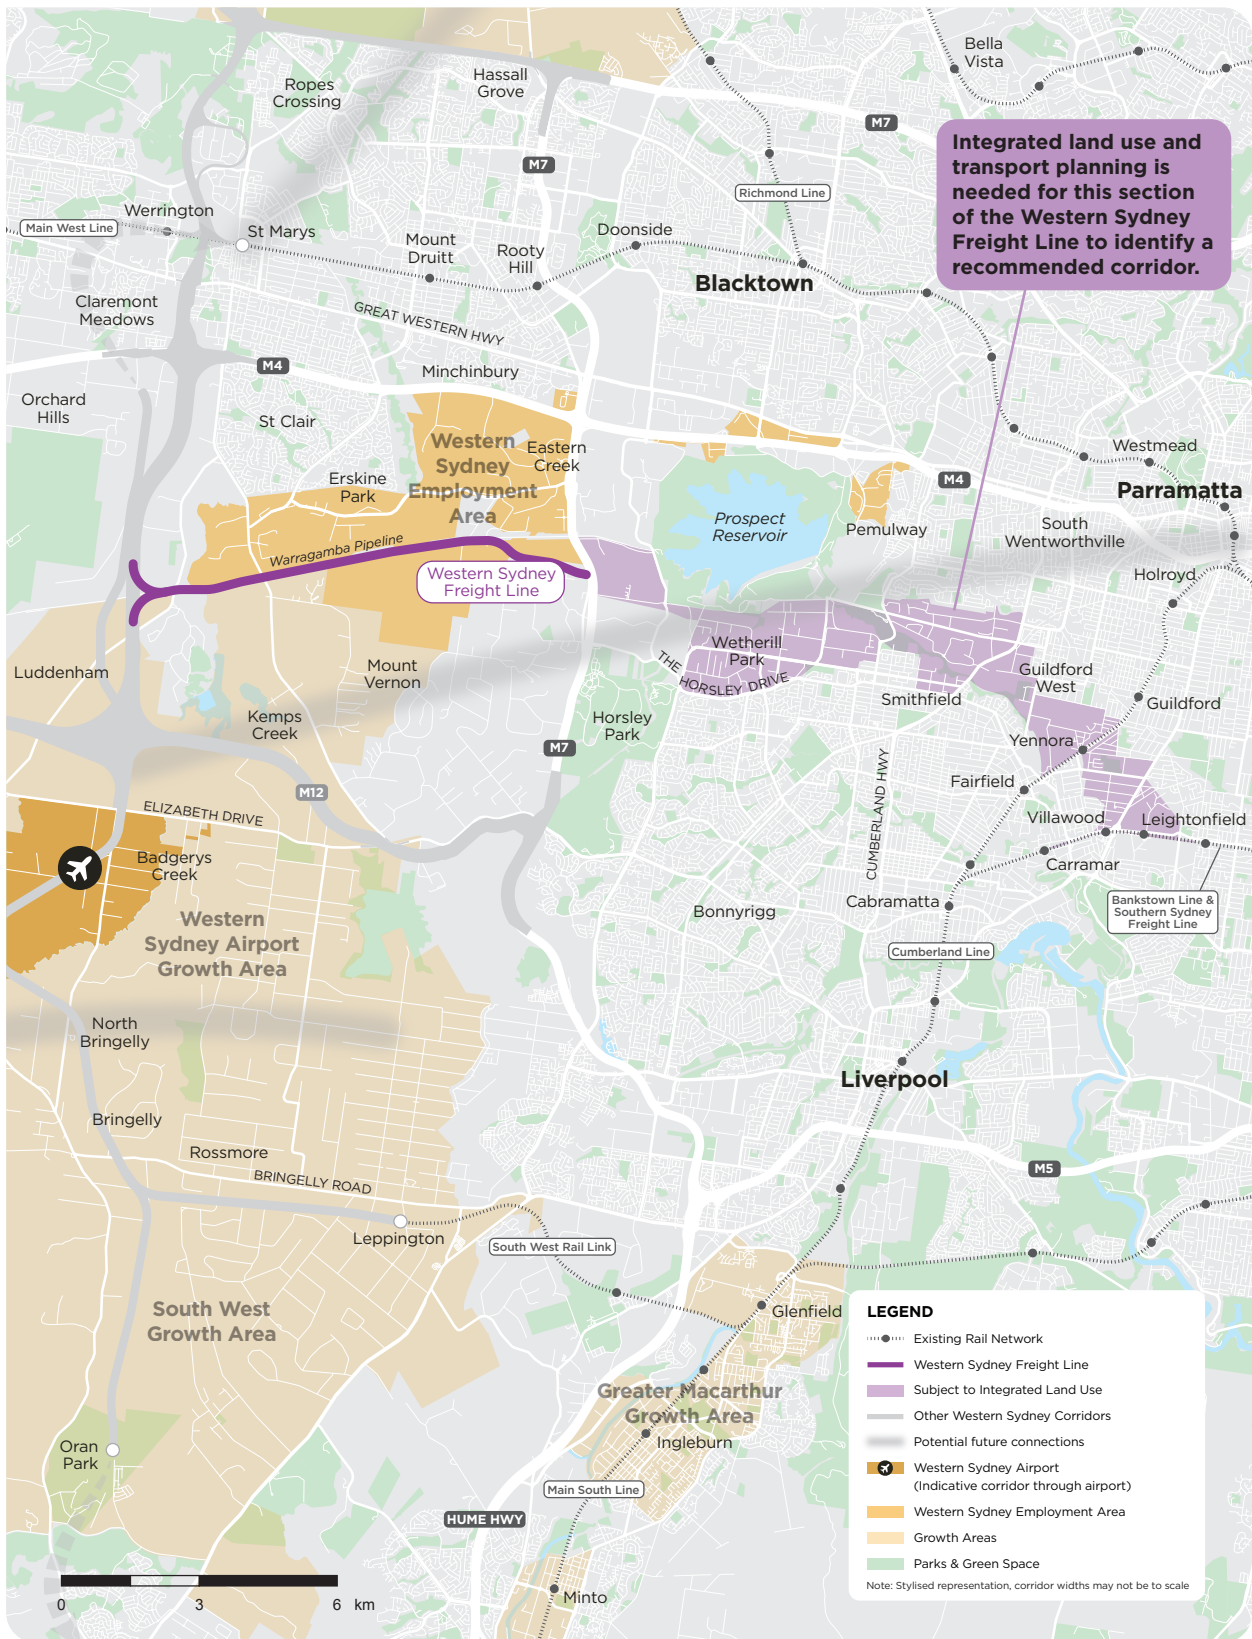 Bella
Vista
Ropes
Crossing
Hassall
Grove
M7
Integrated land use and
transport planning is
needed for this section
of the Western Sydney
Freight Line to identify a
recommended corridor.
M7
Richmond Line
Werrington
Main West Line
St Marys
Mount
Druitt
Rooty
Hill
Doonside
Blacktown
Claremont
Meadows
GREAT WESTERN HWY
M4
Minchinbury
Orchard
Hills
St Clair
Western
Sydney
Employment
Area
Eastern
Creek
Erskine
Park
Westmead
M4
Parramatta
Prospect
Reservoir
Pemulway
South
Wentworthville
Warragamba Pipeline
Western Sydney
Freight Line
Holroyd
Luddenham
Mount
Vernon
THE HORSLEY DRIVE
Wetherill
Park
Guildford
West
Smithfield
Guildford
Kemps
Creek
Horsley
Park
M7
Yennora
CUMBERLAND HWY
Fairfield
M12
ELIZABETH DRIVE
Villawood
Leightonfield
Badgerys
Creek
Carramar
Western
Sydney Airport
Growth Area
Bonnyrigg
Cabramatta
Bankstown Line &
Southern Sydney
Freight Line
Cumberland Line
North
Bringelly
Liverpool
Bringelly
Rossmore
BRINGELLY ROAD
M5
Leppington
South West Rail Link
South West
Growth Area
Glenfield
Greater Macarthur
Growth Area
Ingleburn
Oran
Park
Main South Line
HUME HWY
Minto
0 3 6 km
LEGEND
Existing Rail Network
Western Sydney Freight Line
Subject to Integrated Land Use
Other Western Sydney Corridors
Potential future connections
Western Sydney Airport
(Indicative corridor through airport)
Western Sydney Employment Area
Growth Areas
Parks & Green Space
Note: Stylised representation, corridor widths may not be to scale